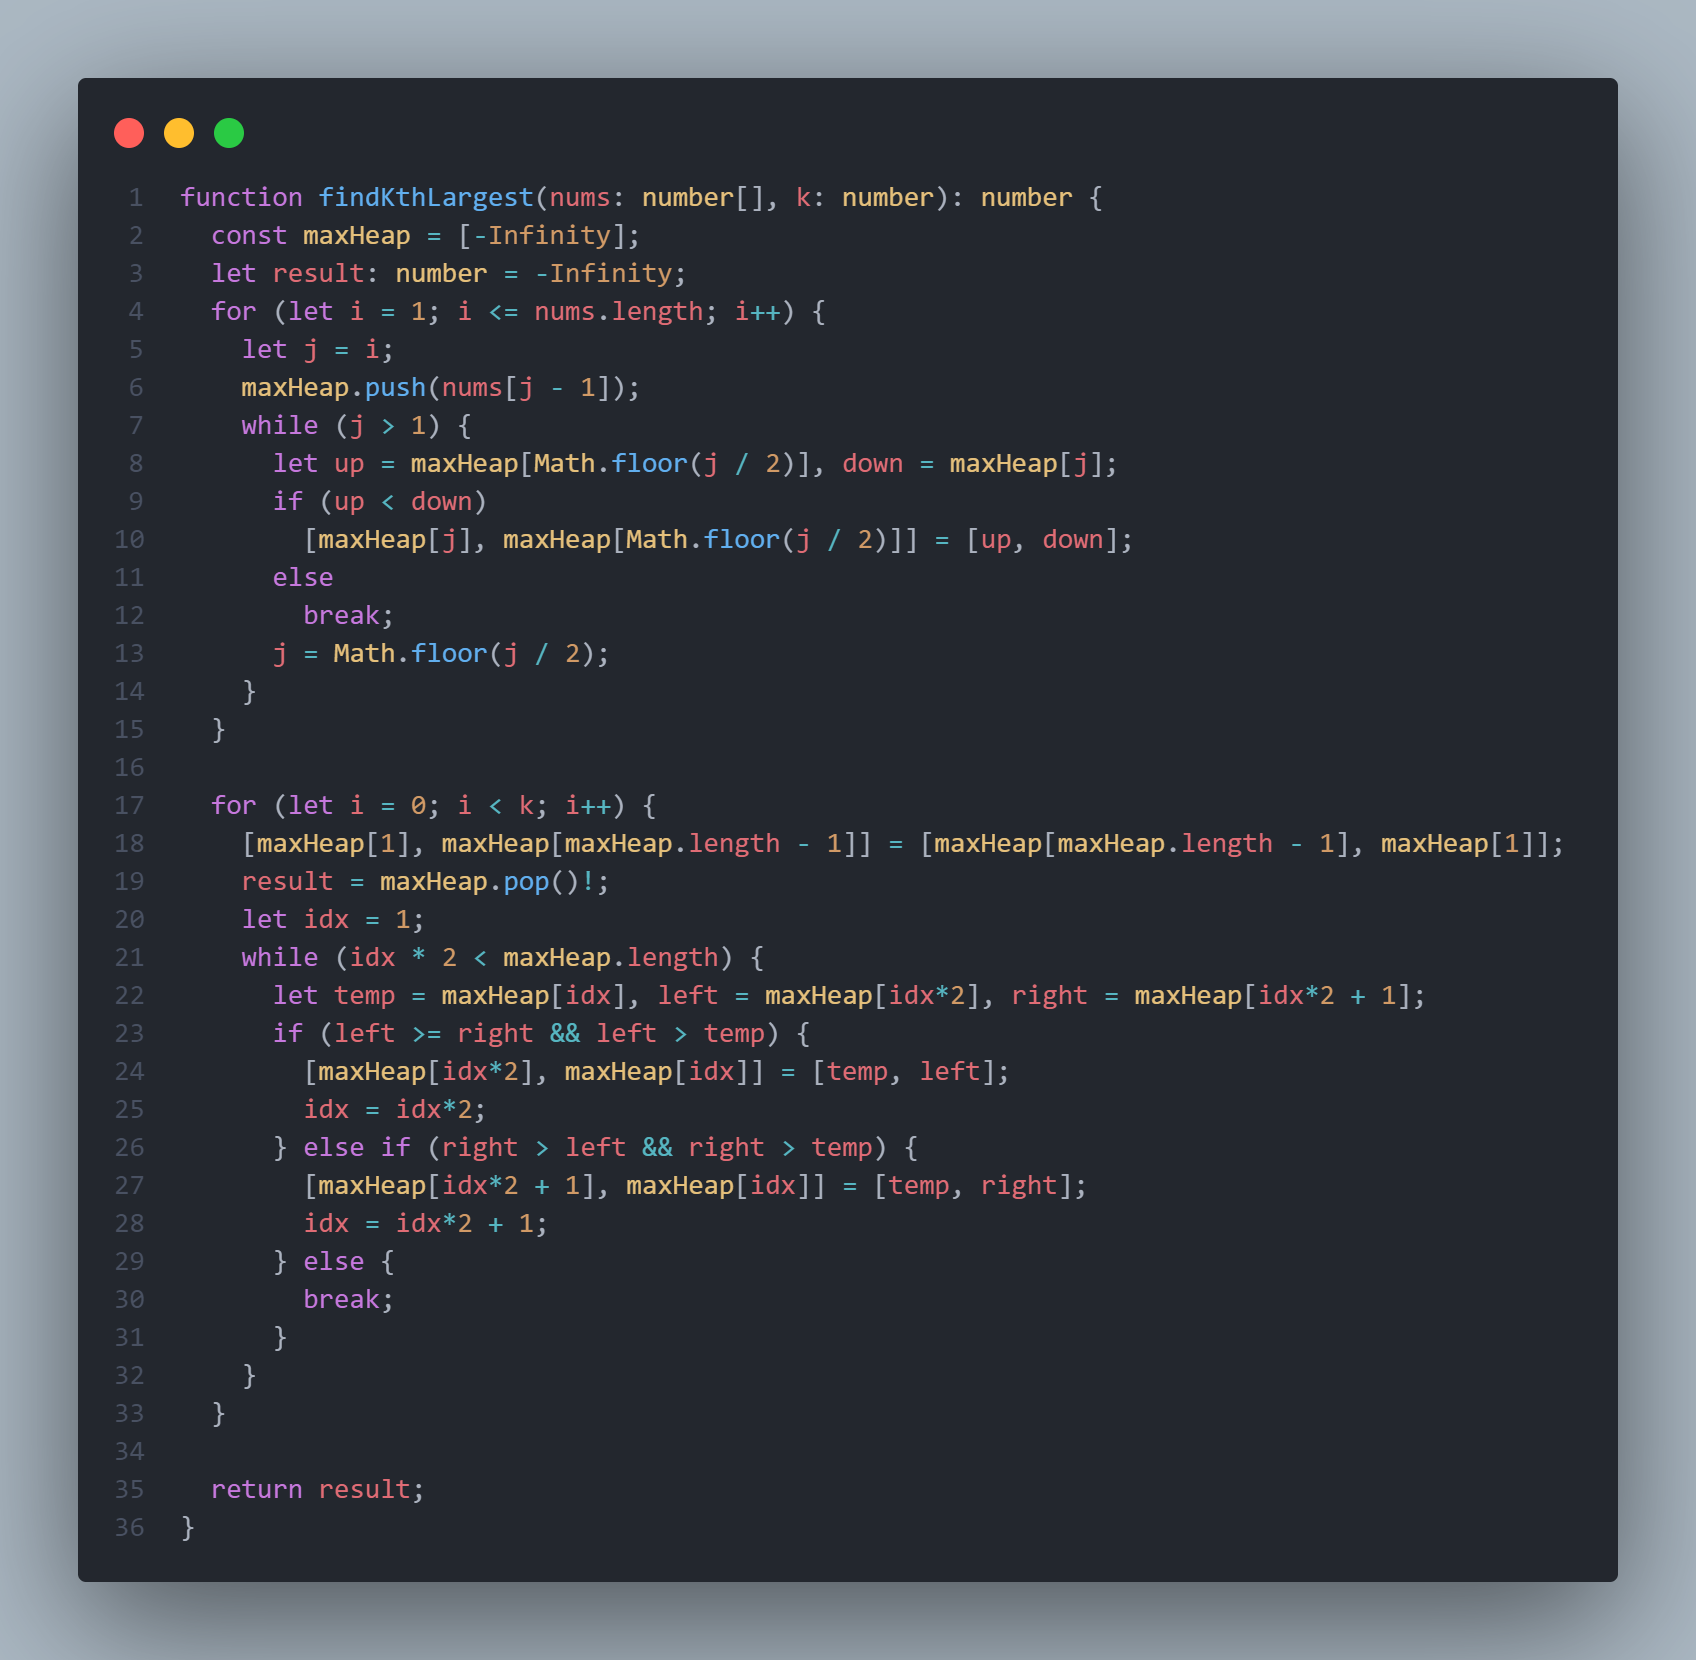 1 function findKthLargest(nums: number[], k: number): number {
2   const maxHeap = [-Infinity];
3   let result: number = -Infinity;
4   for (let i = 1; i <= nums.length; i++) {
5     let j = i;
6     maxHeap.push(nums[j - 1]);
7     while (j > 1) {
8       let up = maxHeap[Math.floor(j / 2)], down = maxHeap[j];
9       if (up < down)
10         [maxHeap[j], maxHeap[Math.floor(j / 2)]] = [up, down];
11       else
12         break;
13       j = Math.floor(j / 2);
14     }
15   }
16
17   for (let i = 0; i < k; i++) {
18     [maxHeap[1], maxHeap[maxHeap.length - 1]] = [maxHeap[maxHeap.length - 1], maxHeap[1]];
19     result = maxHeap.pop()!;
20     let idx = 1;
21     while (idx * 2 < maxHeap.length) {
22       let temp = maxHeap[idx], left = maxHeap[idx*2], right = maxHeap[idx*2 + 1];
23       if (left >= right && left > temp) {
24         [maxHeap[idx*2], maxHeap[idx]] = [temp, left];
25         idx = idx*2;
26       } else if (right > left && right > temp) {
27         [maxHeap[idx*2 + 1], maxHeap[idx]] = [temp, right];
28         idx = idx*2 + 1;
29       } else {
30         break;
31       }
32     }
33   }
34
35   return result;
36 }